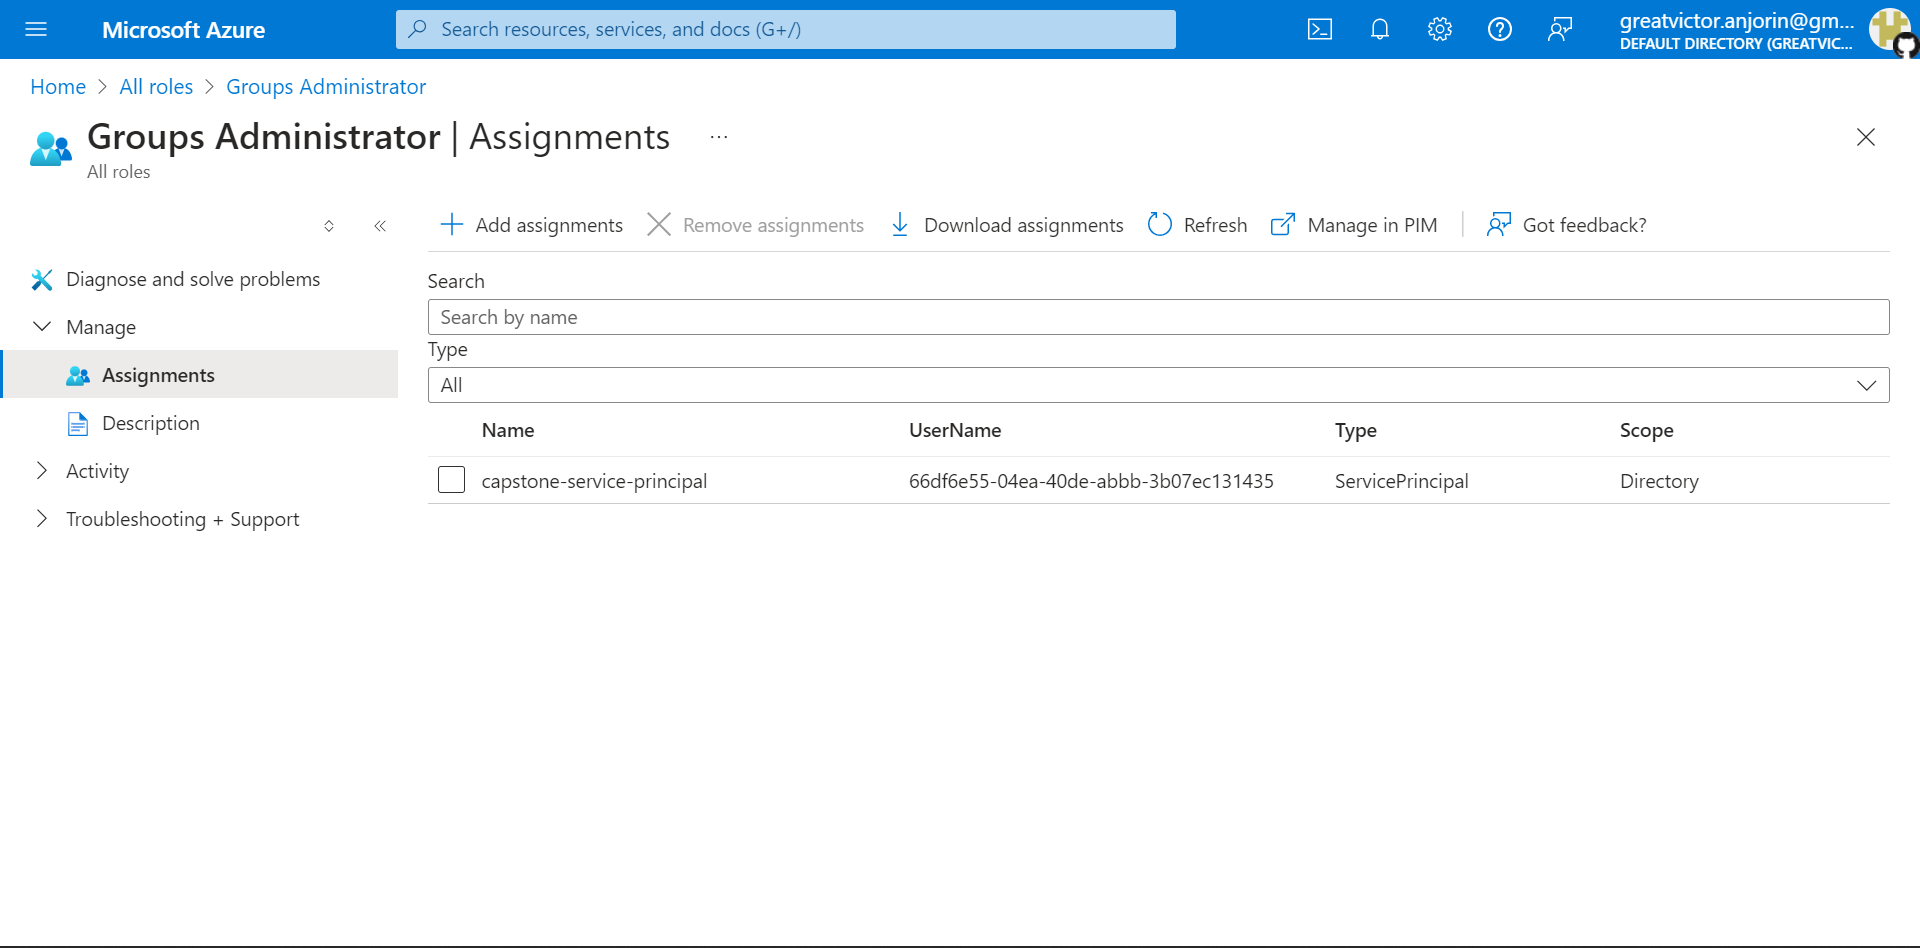 Microsoft Azure
Search resources, services, and docs (G+/)
greatvictor.anjorin@gm...
DEFAULT DIRECTORY (GREATVIC...
Home > All roles > Groups Administrator
Groups Administrator | Assignments ...
All roles
Add assignments
Remove assignments
Download assignments
Refresh
Manage in PIM
Got feedback?
Diagnose and solve problems
Manage
Assignments
Description
Activity
Troubleshooting + Support
Search
Search by name
Type
All
Name UserName Type Scope
capstone-service-principal 66df6e55-04ea-40de-abbb-3b07ec131435 ServicePrincipal Directory